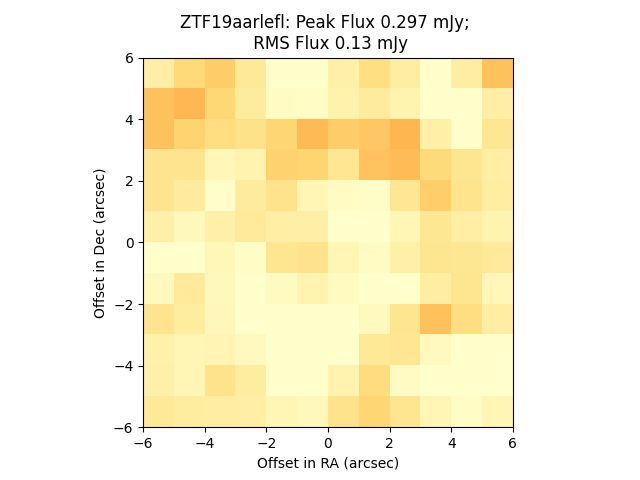 ZTF19aarlefl: Peak Flux 0.297 mJy;
RMS Flux 0.13 mJy
6
4
2
0
−2
−4
−6
Offset in Dec (arcsec)
−6 −4 −2 0 2 4 6
Offset in RA (arcsec)